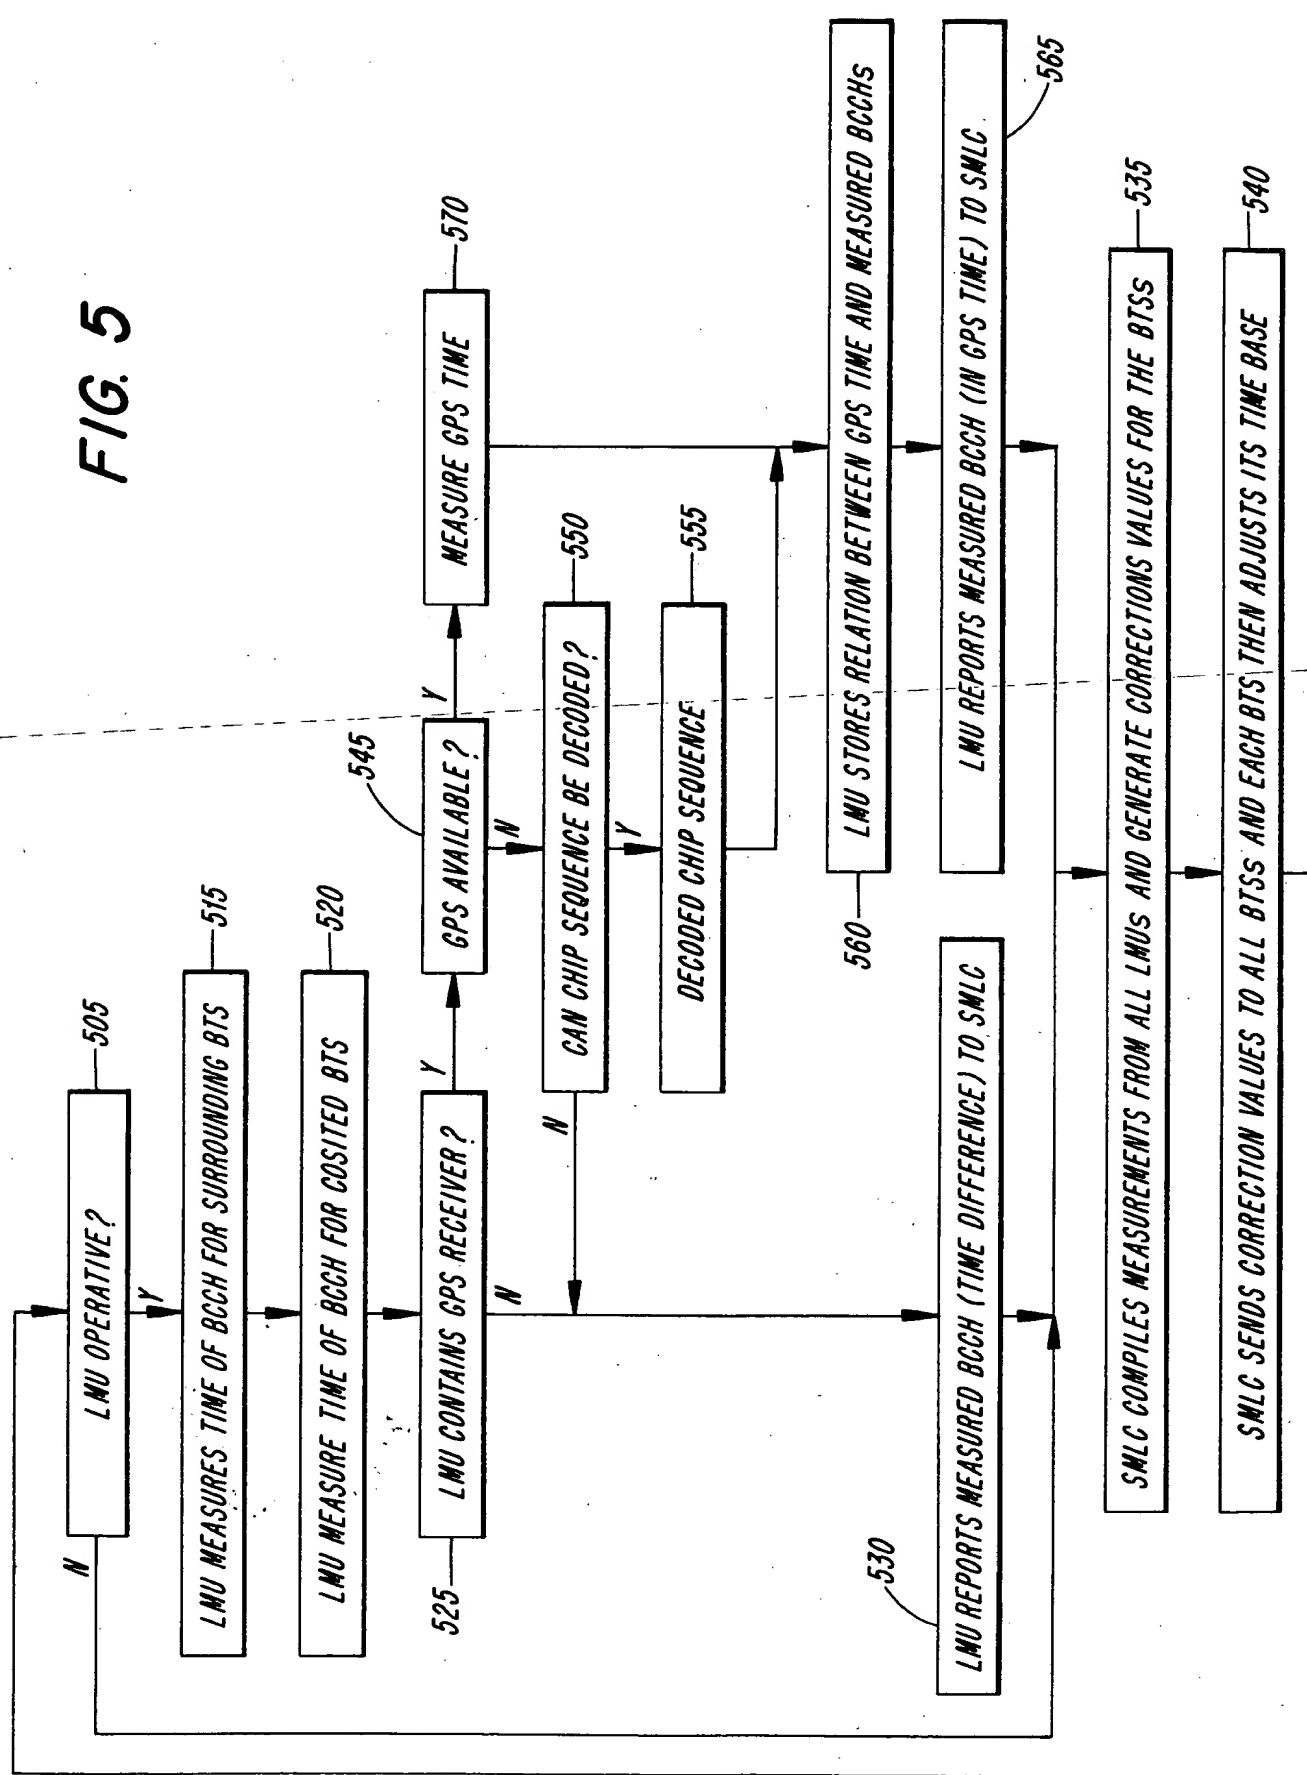 FIG. 5
LMU OPERATIVE?
505
N
Y
LMU MEASURES TIME OF BCCH FOR SURROUNDING BTS
515
LMU MEASURE TIME OF BCCH FOR COSITED BTS
520
LMU CONTAINS GPS RECEIVER?
525
Y
N
GPS AVAILABLE?
545
Y
N
MEASURE GPS TIME
570
CAN CHIP SEQUENCE BE DECODED?
550
N
Y
DECODED CHIP SEQUENCE
555
LMU STORES RELATION BETWEEN GPS TIME AND MEASURED BCCHs
560
LMU REPORTS MEASURED BCCH (TIME DIFFERENCE) TO SMLC
530
LMU REPORTS MEASURED BCCH (IN GPS TIME) TO SMLC
565
SMLC COMPILES MEASUREMENTS FROM ALL LMUs AND GENERATE CORRECTIONS VALUES FOR THE BTSs
535
SMLC SENDS CORRECTION VALUES TO ALL BTSs AND EACH BTS THEN ADJUSTS ITS TIME BASE
540